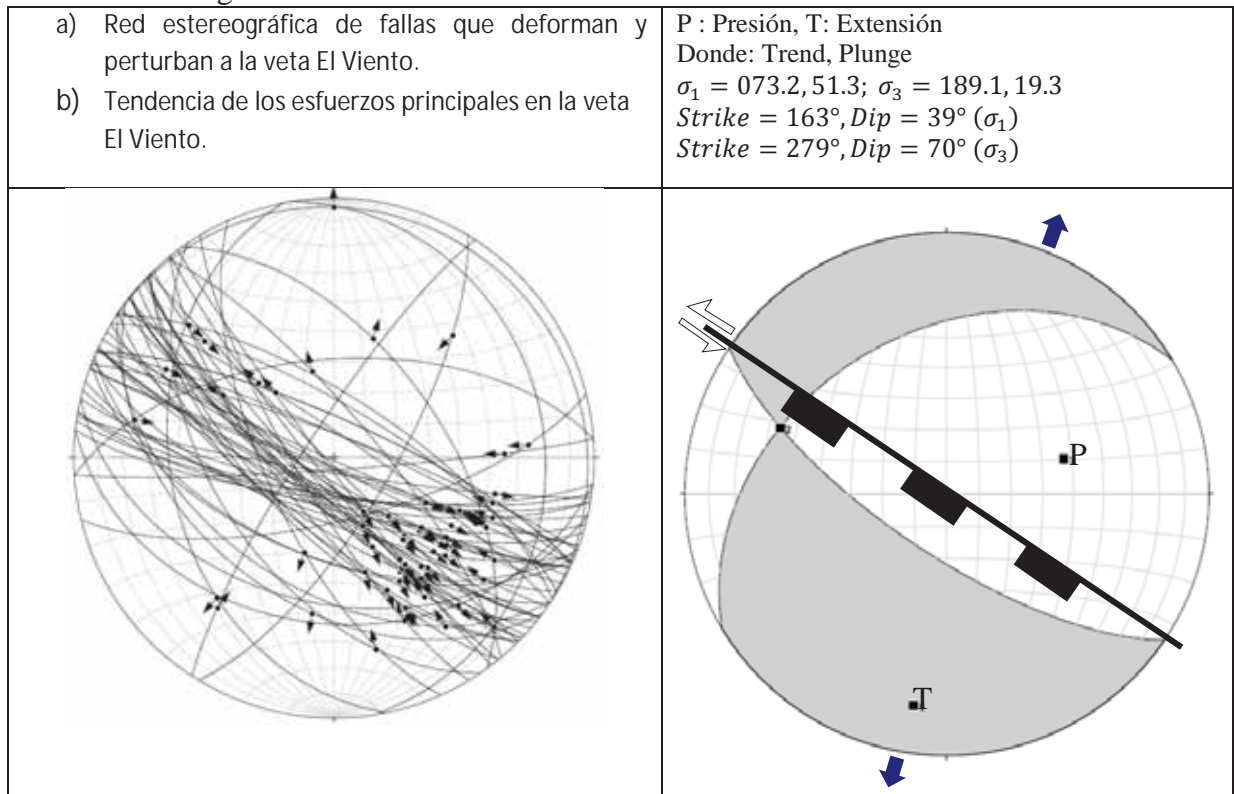 a) Red estereográfica de fallas que deforman y
perturban a la veta El Viento.
b) Tendencia de los esfuerzos principales en la veta
El Viento.
P : Presión, T: Extensión
Donde: Trend, Plunge
𝜎₁ = 073.2, 51.3; 𝜎₃ = 189.1, 19.3
Strike = 163°, Dip = 39° (𝜎₁)
Strike = 279°, Dip = 70° (𝜎₃)
P
T